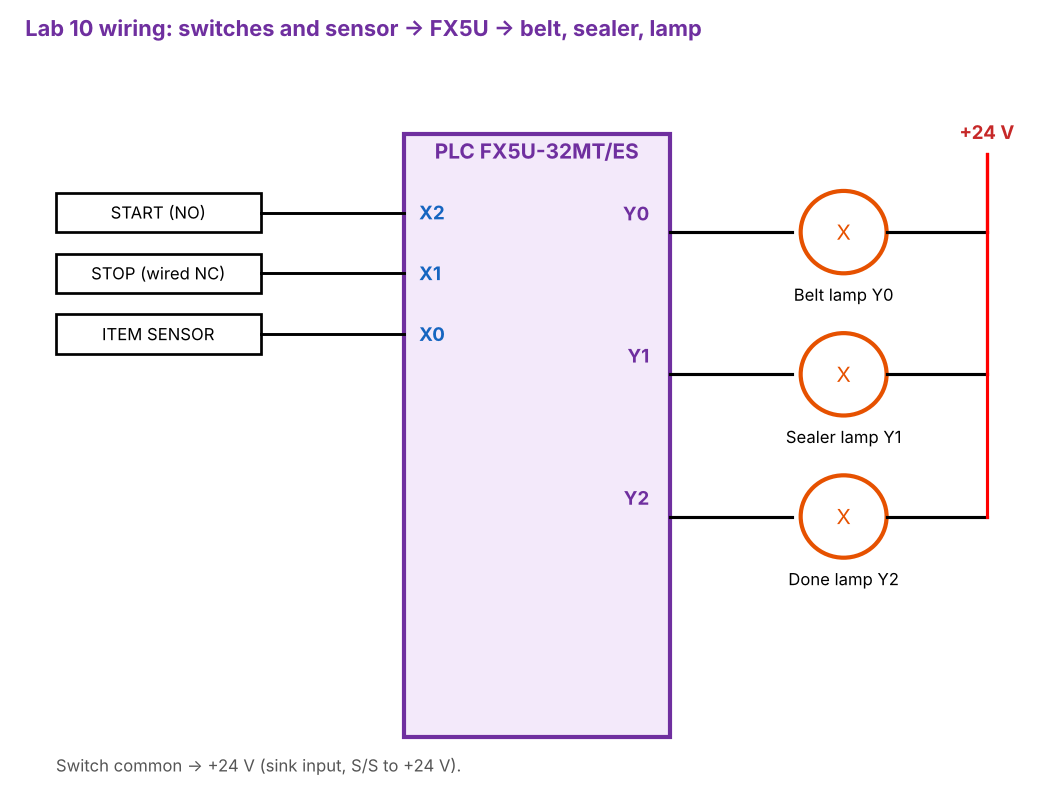 Lab 10 wiring: switches and sensor → FX5U → belt, sealer, lamp
+24 V
PLC FX5U-32MT/ES
START (NO)
X2
Y0
X
STOP (wired NC)
X1
Belt lamp Y0
ITEM SENSOR
X0
Y1
X
Sealer lamp Y1
Y2
X
Done lamp Y2
Switch common → +24 V (sink input, S/S to +24 V).